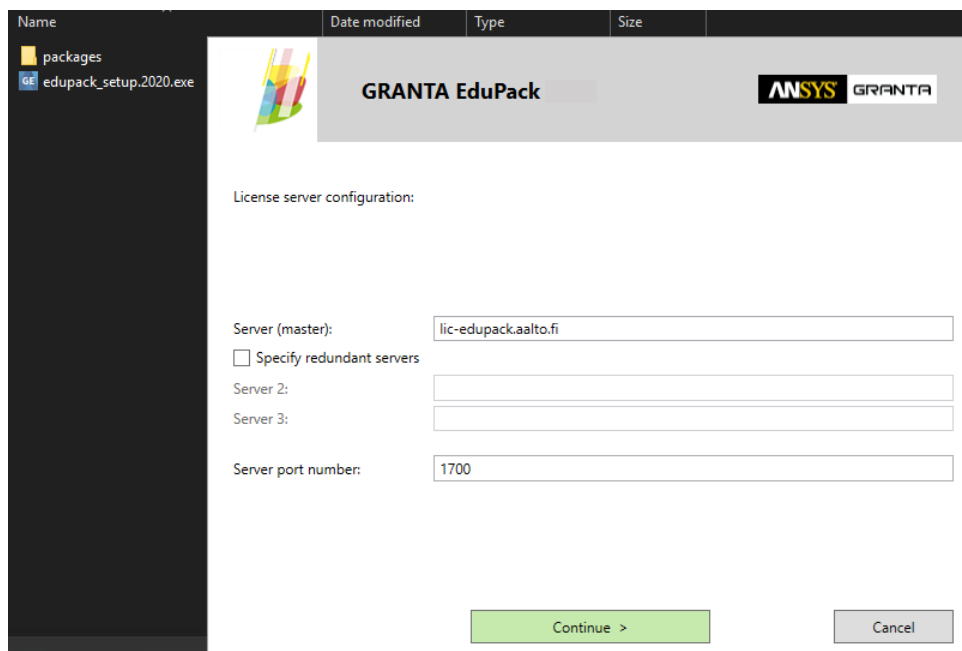 Name Date modified Type Size
packages
GE edupack_setup.2020.exe
GRANTA EduPack
ANSYS GRANTA
License server configuration:
Server (master): lic-edupack.aalto.fi
Specify redundant servers
Server 2:
Server 3:
Server port number: 1700
Continue >
Cancel